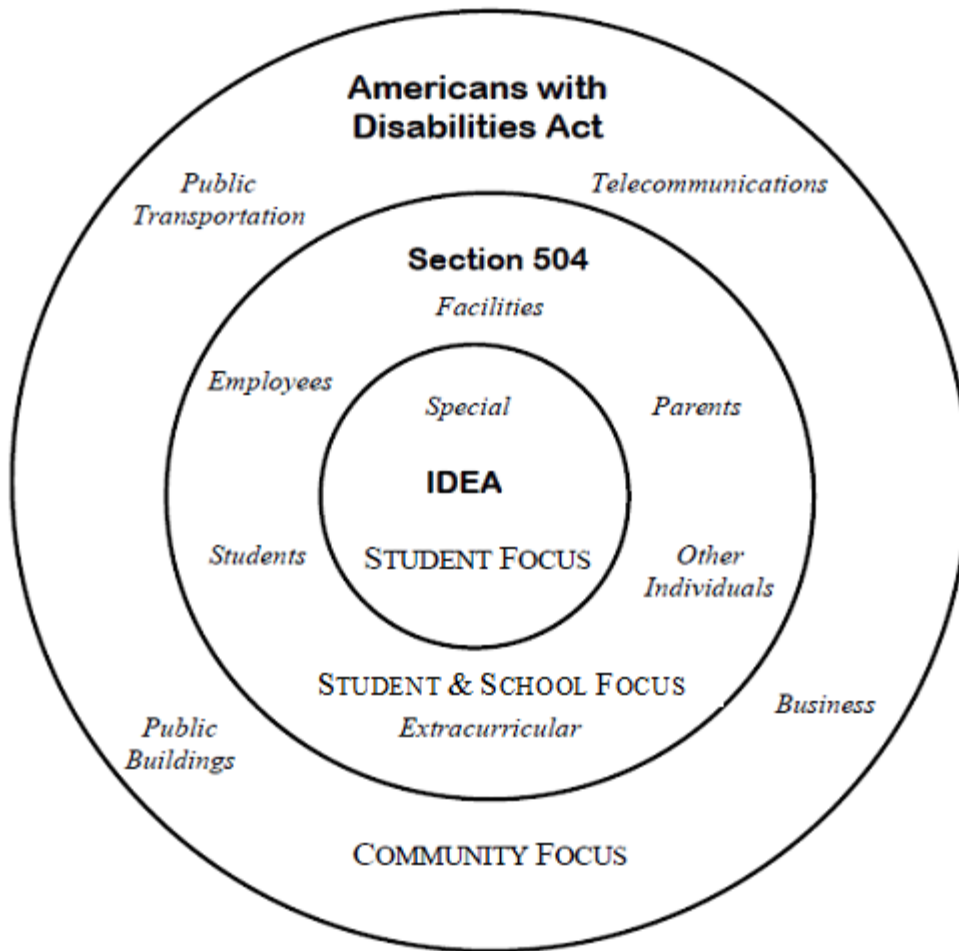 Americans with
Disabilities Act
Public
Transportation
Telecommunications
Section 504
Facilities
Employees
Special
Parents
IDEA
Students
STUDENT FOCUS
Other
Individuals
STUDENT & SCHOOL FOCUS
Extracurricular
Business
Public
Buildings
COMMUNITY FOCUS